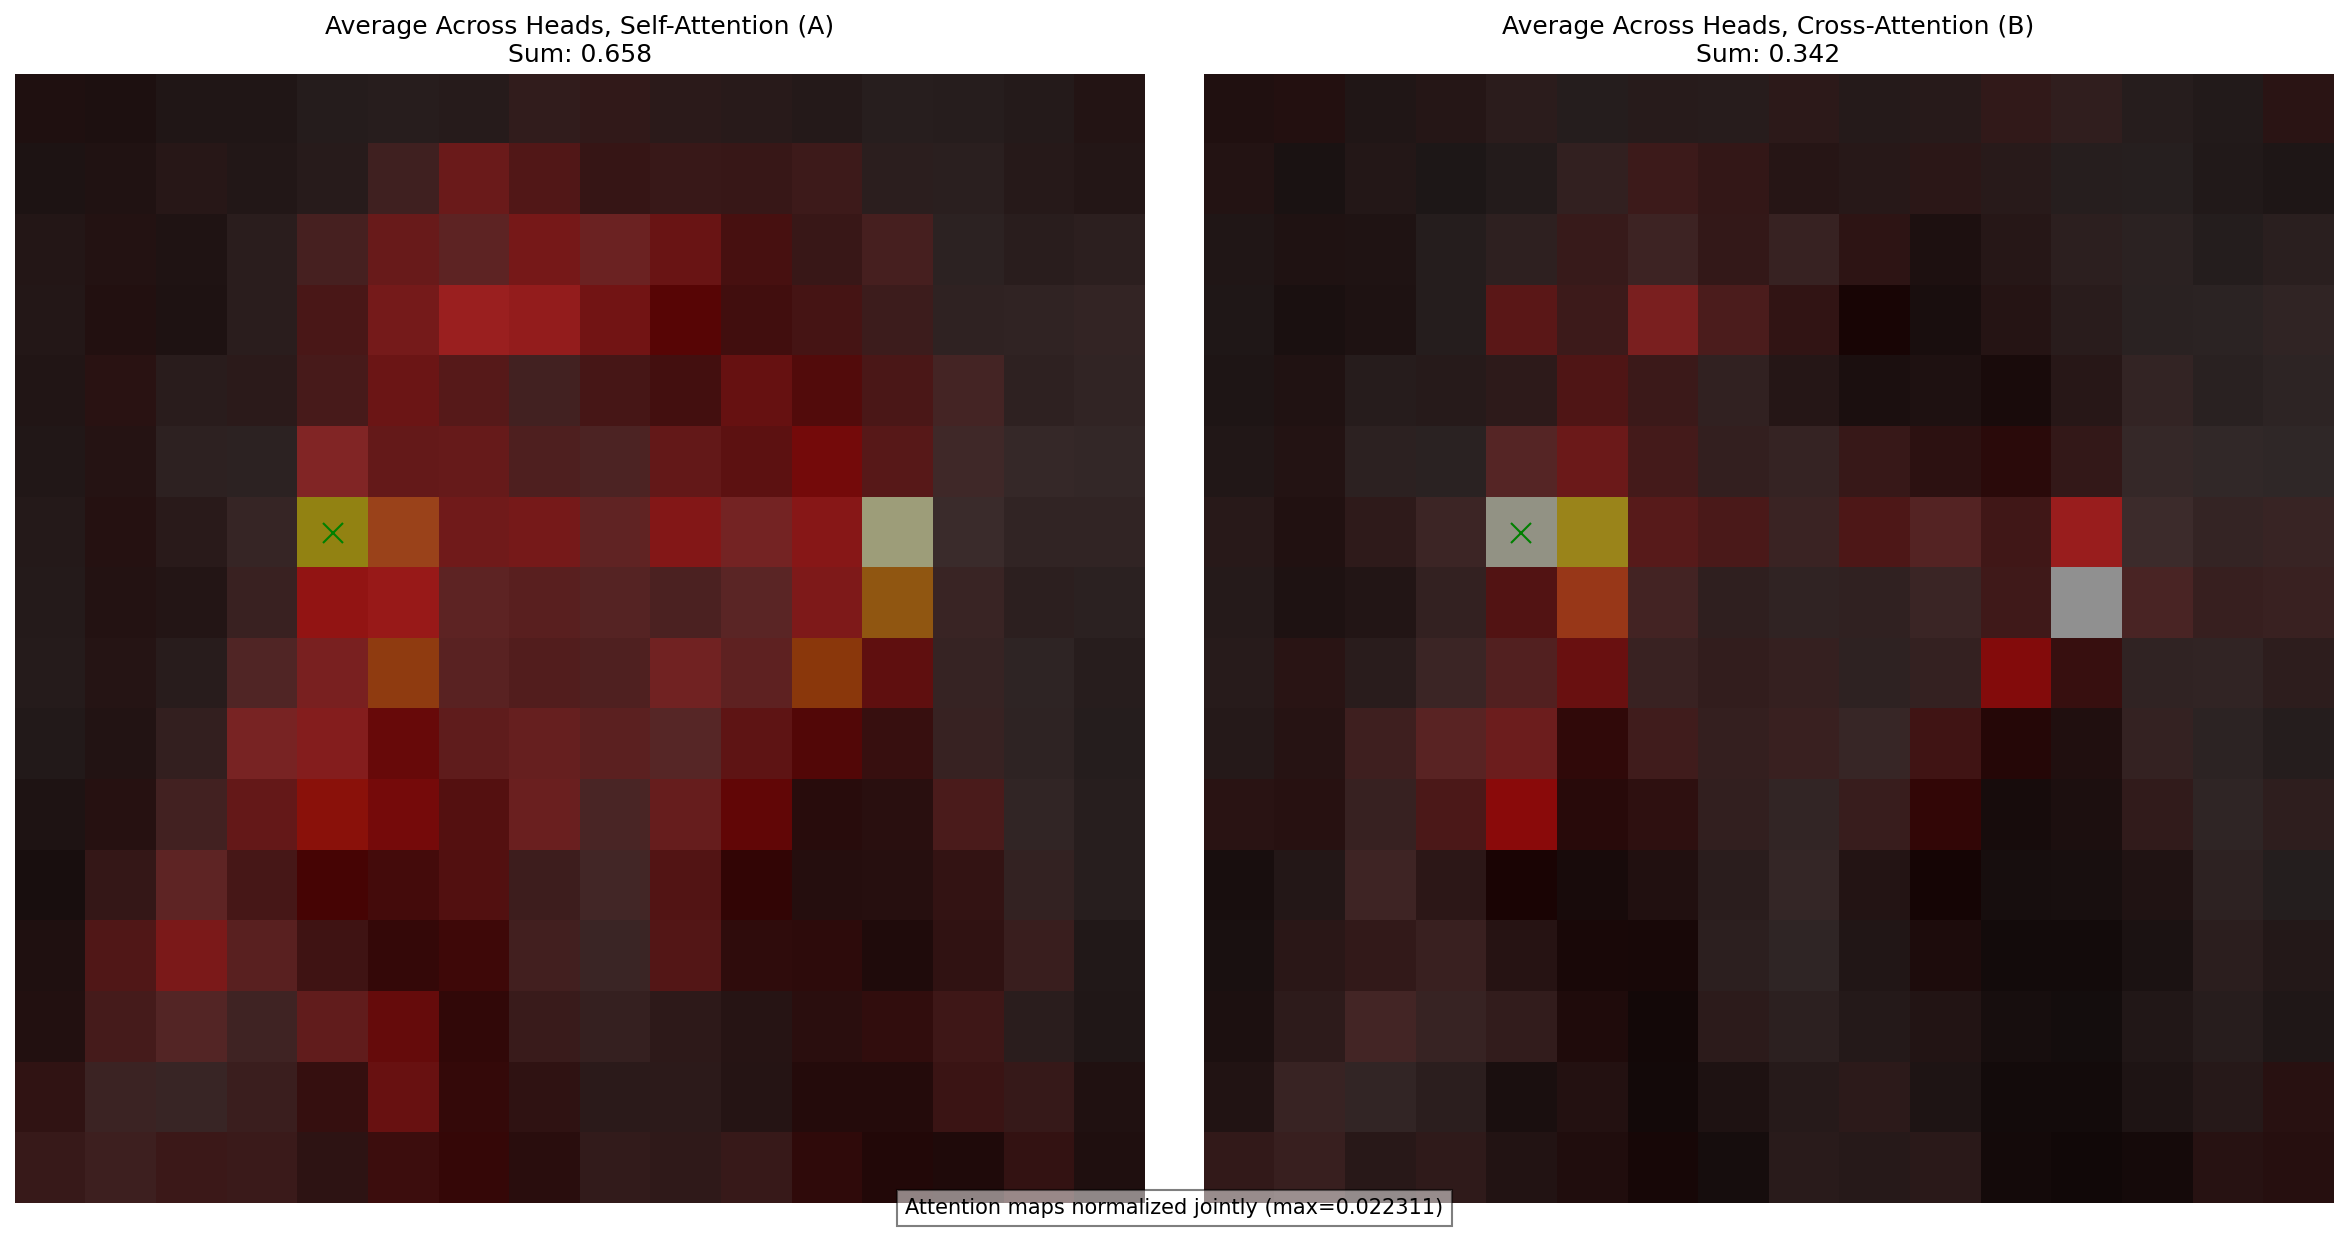 Average Across Heads, Self-Attention (A)
Sum: 0.658
Average Across Heads, Cross-Attention (B)
Sum: 0.342
Attention maps normalized jointly (max=0.022311)